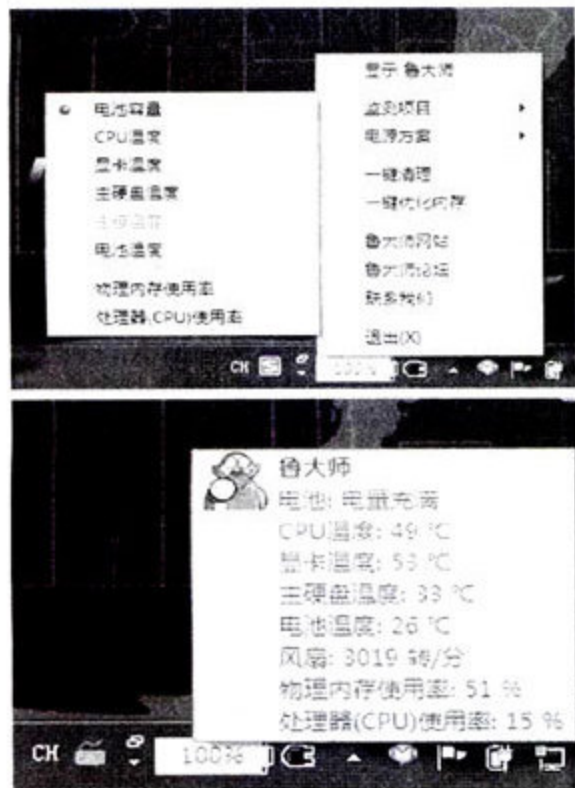 电池容量
CPU温度
显卡温度
主硬盘温度
主硬盘温度
电池温度
物理内存使用率
处理器(CPU)使用率
显示 鲁大师
监测项目
电源方案
一键清理
一键优化内存
鲁大师网站
鲁大师论坛
联系我们
退出(X)
CH
100%
鲁大师
电池: 电量充满
CPU温度: 49 ℃
显卡温度: 53 ℃
主硬盘温度: 33 ℃
电池温度: 26 ℃
风扇: 3019 转/分
物理内存使用率: 51 %
处理器(CPU)使用率: 15 %
CH
100%